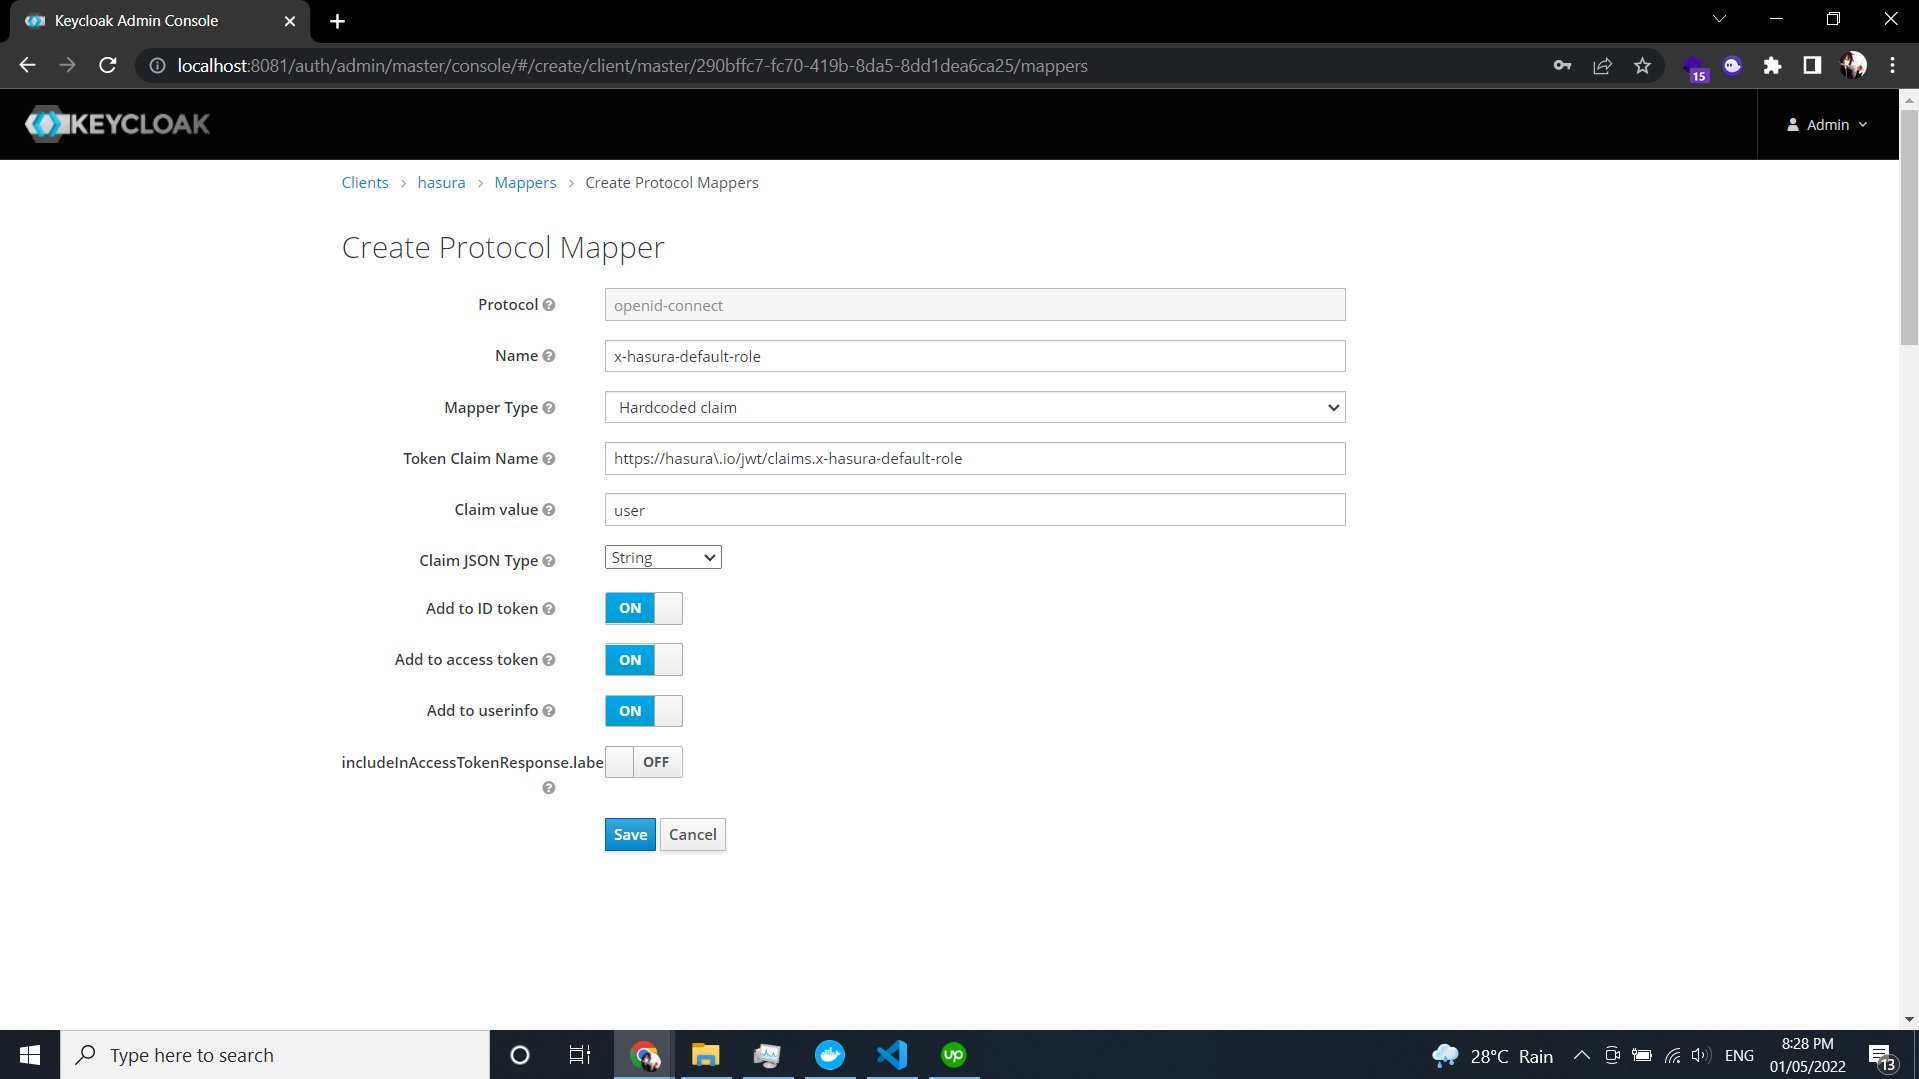 Keycloak Admin Console
localhost:8081/auth/admin/master/console/#/create/client/master/290bffc7-fc70-419b-8da5-8dd1dea6ca25/mappers
15
KEYCLOAK
Admin
Clients > hasura > Mappers > Create Protocol Mappers
Create Protocol Mapper
Protocol openid-connect
Name x-hasura-default-role
Mapper Type Hardcoded claim
Token Claim Name https://hasura\.io/jwt/claims.x-hasura-default-role
Claim value user
Claim JSON Type String
Add to ID token ON
Add to access token ON
Add to userinfo ON
includeInAccessTokenResponse.labe OFF
Save Cancel
Type here to search
up
28°C Rain
ENG
8:28 PM
01/05/2022
13